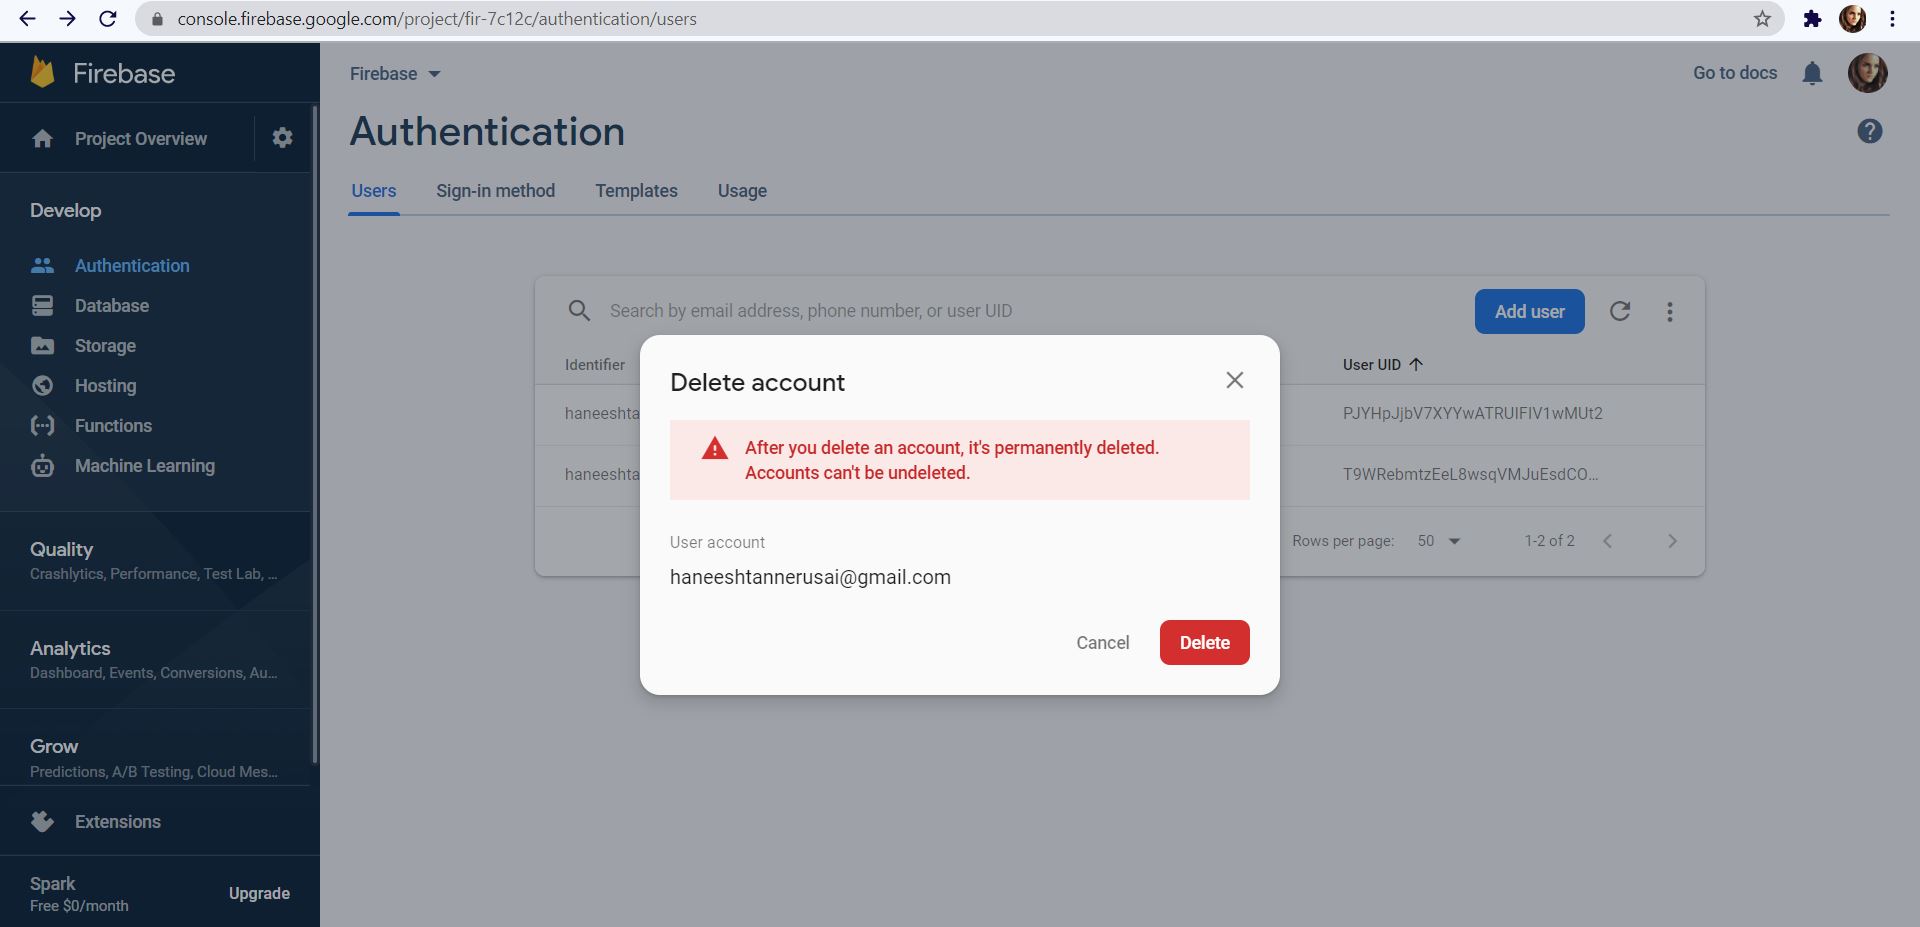 console.firebase.google.com/project/fir-7c12c/authentication/users
Firebase
Project Overview
Develop
Authentication
Database
Storage
Hosting
Functions
Machine Learning
Quality
Crashlytics, Performance, Test Lab, ...
Analytics
Dashboard, Events, Conversions, Au...
Grow
Predictions, A/B Testing, Cloud Mes...
Extensions
Spark
Free $0/month
Upgrade
Firebase
Go to docs
Authentication
Users Sign-in method Templates Usage
Search by email address, phone number, or user UID
Add user
Identifier
User UID
haneeshta
PJYHpJjbV7XYYwATRUIFIV1wMUt2
haneeshta
T9WRebmtzEeL8wsqVMJuEsdCO...
Rows per page: 50 1-2 of 2
Delete account
After you delete an account, it's permanently deleted.
Accounts can't be undeleted.
User account
haneeshtannerusai@gmail.com
Cancel Delete